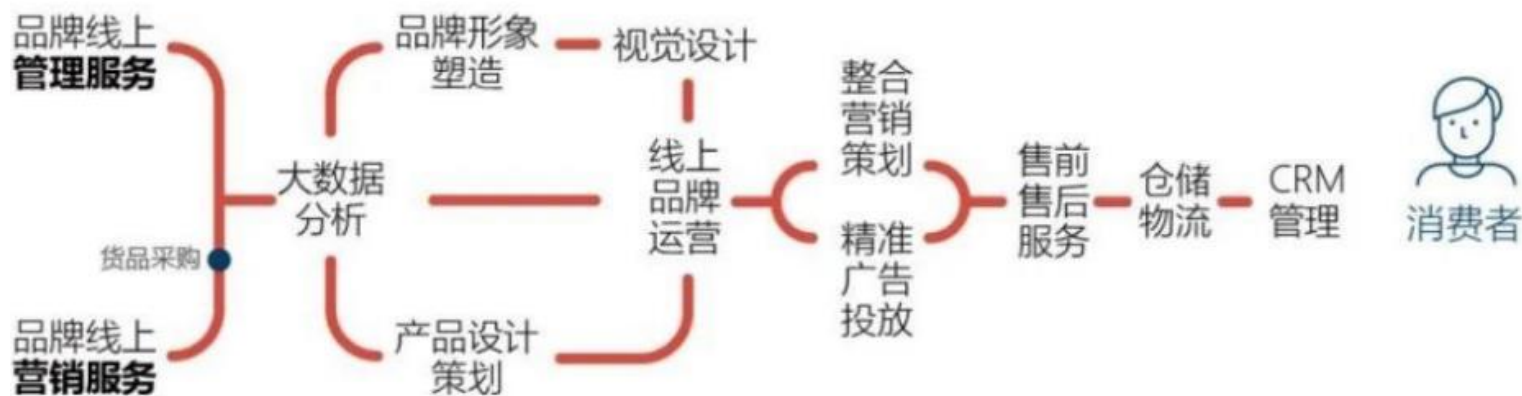 品牌线上
管理服务
货品采购
品牌线上
营销服务
大数据
分析
品牌形象
塑造
视觉设计
产品设计
策划
线上
品牌
运营
整合
营销
策划
精准
广告
投放
售前
售后
服务
仓储
物流
CRM
管理
消费者